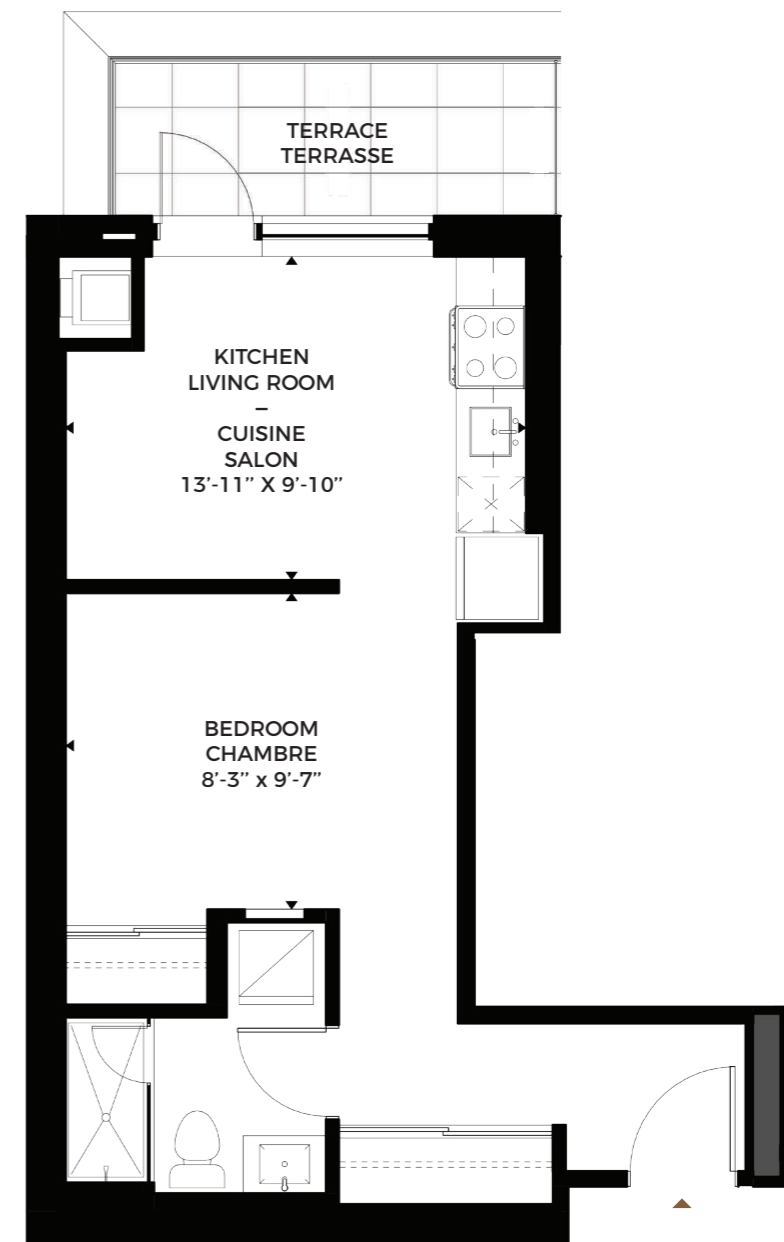 TERRACE
TERRASSE
KITCHEN
LIVING ROOM
–
CUISINE
SALON
13’-11” X 9’-10”
BEDROOM
CHAMBRE
8’-3” x 9’-7”